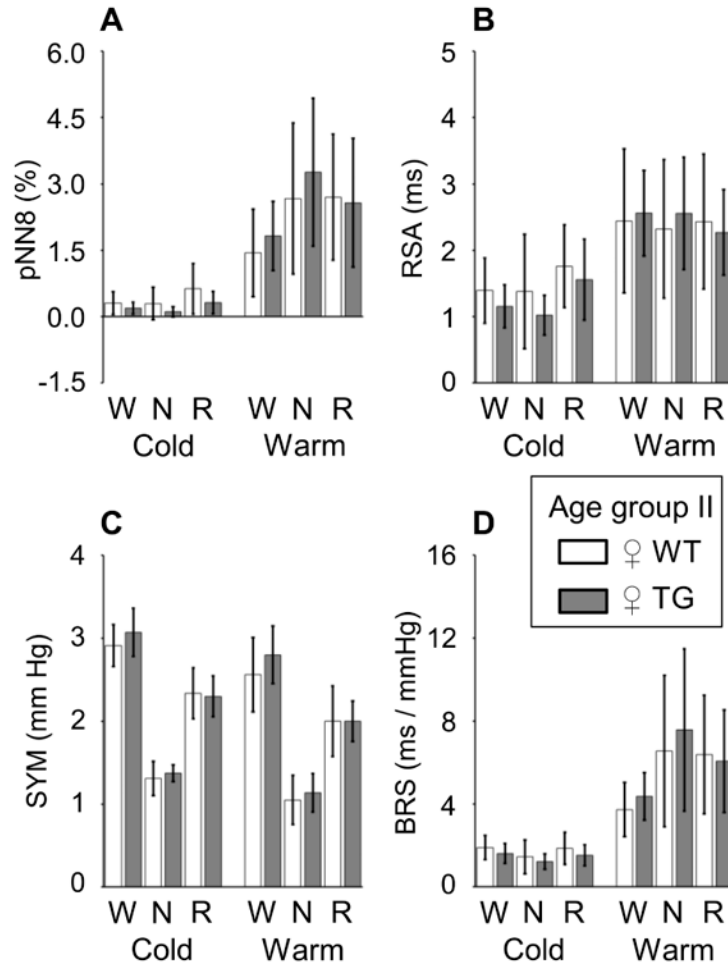 A
pNN8 (%)
6.0
4.5
3.0
1.5
0.0
-1.5
W N R W N R
Cold Warm
B
RSA (ms)
5
4
3
2
1
0
W N R W N R
Cold Warm
C
SYM (mm Hg)
4
3
2
1
0
W N R W N R
Cold Warm
Age group II
♀ WT
♀ TG
D
BRS (ms / mmHg)
16
12
8
4
0
W N R W N R
Cold Warm